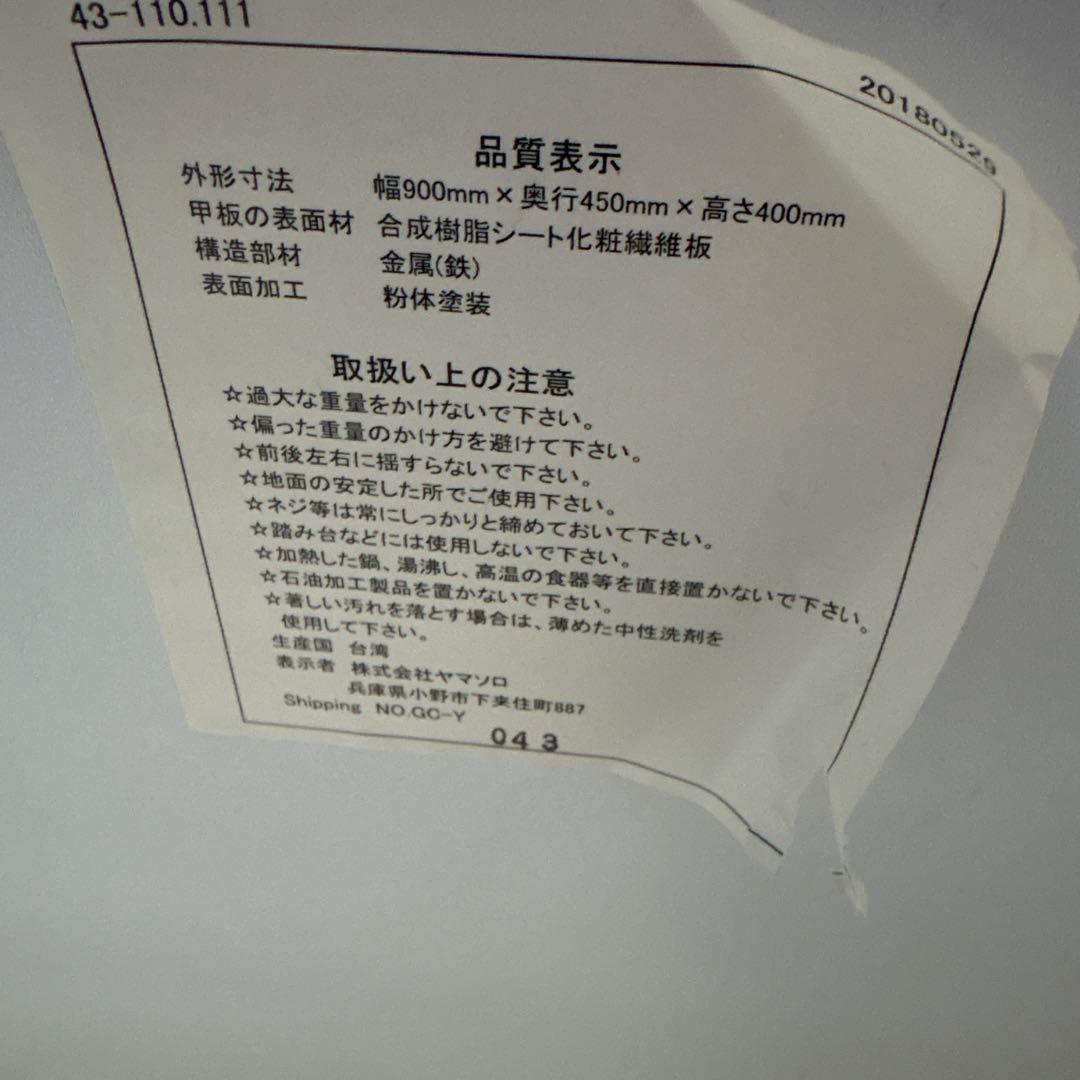 43-110.111
20180529
品質表示
外形寸法 幅900mm×奥行450mm×高さ400mm
甲板の表面材 合成樹脂シート化粧繊維板
構造部材 金属(鉄)
表面加工 粉体塗装
取扱い上の注意
☆過大な重量をかけないで下さい。
☆偏った重量のかけ方を避けて下さい。
☆前後左右に揺すらないで下さい。
☆地面の安定した所でご使用下さい。
☆ネジ等は常にしっかりと締めておいて下さい。
☆踏み台などには使用しないで下さい。
☆加熱した鍋、湯沸し、高温の食器等を直接置かないで下さい。
☆石油加工製品を置かないで下さい。
☆著しい汚れを落とす場合は、薄めた中性洗剤を
使用して下さい。
生産国 台湾
表示者 株式会社ヤマソロ
兵庫県小野市下来住町887
Shipping NO.GC-Y
043